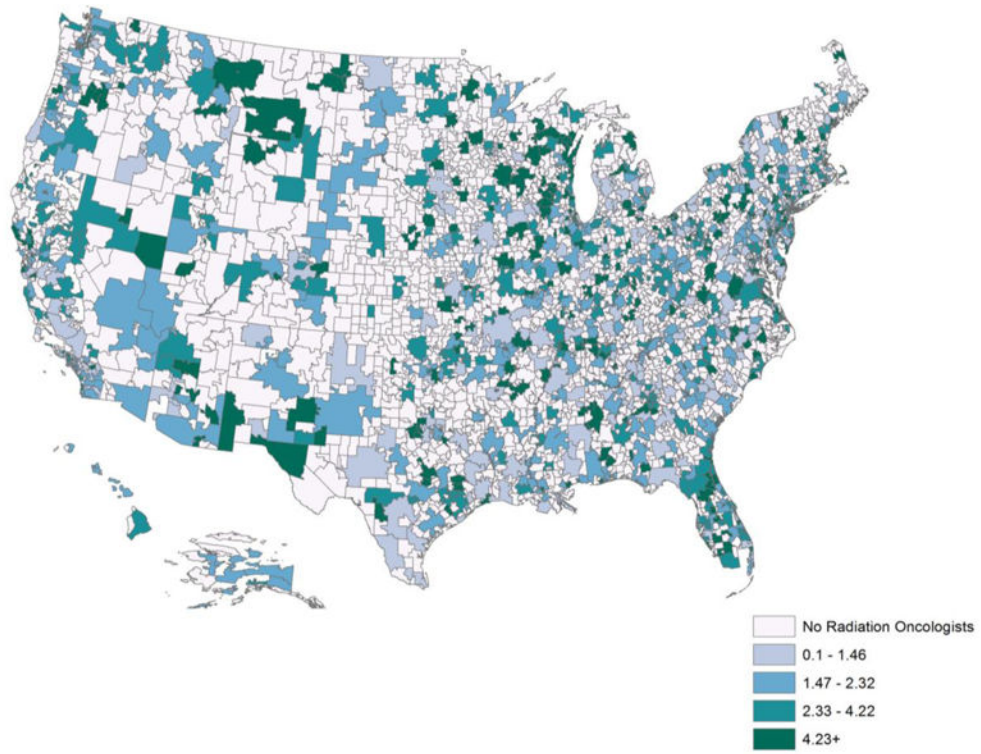 No Radiation Oncologists
0.1 - 1.46
1.47 - 2.32
2.33 - 4.22
4.23+